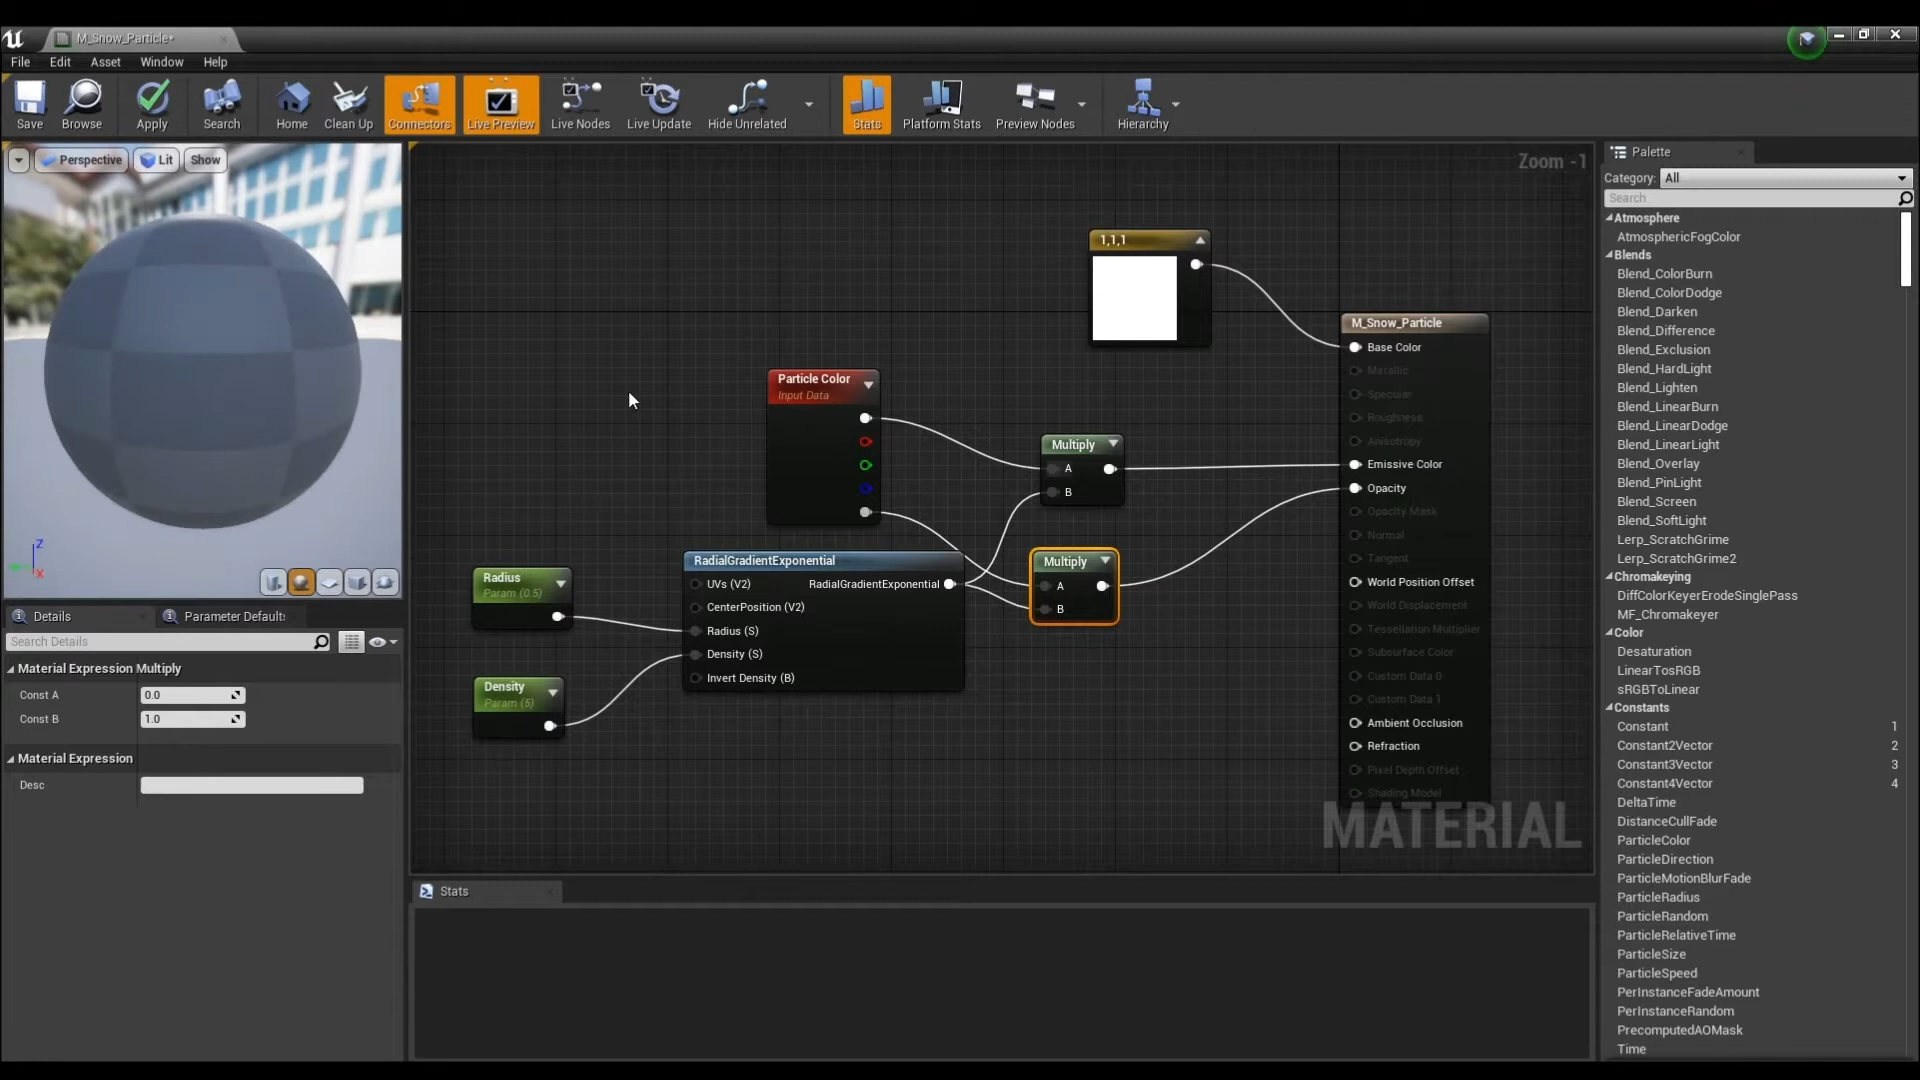 M_Snow_Particle*
File Edit Asset Window Help
Save Browse Apply Search Home Clean Up Connectors Live Preview Live Nodes Live Update Hide Unrelated Stats Platform Stats Preview Nodes Hierarchy
Perspective Lit Show
Z
X
Details Parameter Defaults
Search Details
Material Expression Multiply
Const A 0.0
Const B 1.0
Material Expression
Desc
Zoom -1
1,1,1
Particle Color
Input Data
Multiply
A
B
Radius
Param (0.5)
Density
Param (5)
RadialGradientExponential
UVs (V2) RadialGradientExponential
CenterPosition (V2)
Radius (S)
Density (S)
Invert Density (B)
Multiply
A
B
M_Snow_Particle
Base Color
Metallic
Specular
Roughness
Anisotropy
Emissive Color
Opacity
Opacity Mask
Normal
Tangent
World Position Offset
World Displacement
Tessellation Multiplier
Subsurface Color
Custom Data 0
Custom Data 1
Ambient Occlusion
Refraction
Pixel Depth Offset
Shading Model
MATERIAL
Stats
Palette
Category: All
Search
Atmosphere
AtmosphericFogColor
Blends
Blend_ColorBurn
Blend_ColorDodge
Blend_Darken
Blend_Difference
Blend_Exclusion
Blend_HardLight
Blend_Lighten
Blend_LinearBurn
Blend_LinearDodge
Blend_LinearLight
Blend_Overlay
Blend_PinLight
Blend_Screen
Blend_SoftLight
Lerp_ScratchGrime
Lerp_ScratchGrime2
Chromakeying
DiffColorKeyerErodeSinglePass
MF_Chromakeyer
Color
Desaturation
LinearTosRGB
sRGBToLinear
Constants
Constant 1
Constant2Vector 2
Constant3Vector 3
Constant4Vector 4
DeltaTime
DistanceCullFade
ParticleColor
ParticleDirection
ParticleMotionBlurFade
ParticleRadius
ParticleRandom
ParticleRelativeTime
ParticleSize
ParticleSpeed
PerInstanceFadeAmount
PerInstanceRandom
PrecomputedAOMask
Time